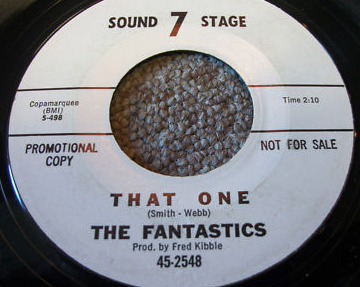 SOUND 7 STAGE
Copamarquee
(BMI)
S-498
Time 2:10
PROMOTIONAL
COPY
NOT FOR SALE
THAT ONE
(Smith - Webb)
THE FANTASTICS
Prod. by Fred Kibble
45-2548